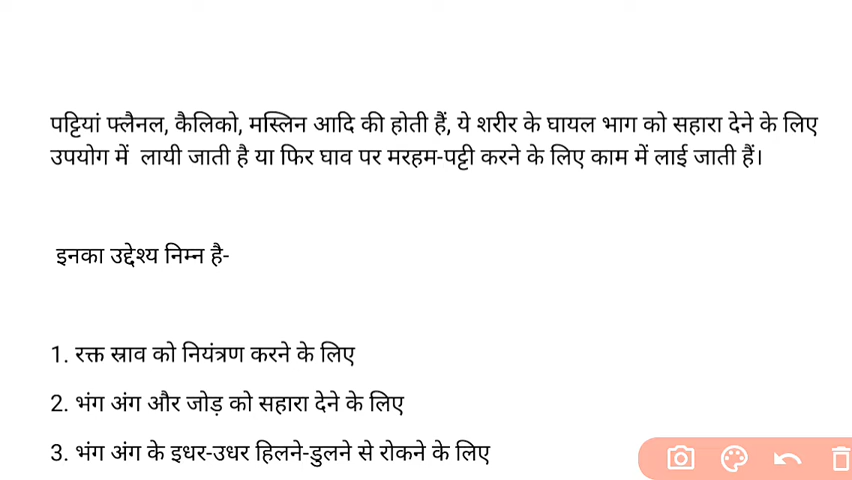 पट्टियां फ्लैनल, कैलिको, मस्लिन आदि की होती हैं, ये शरीर के घायल भाग को सहारा देने के लिए
उपयोग में लायी जाती है या फिर घाव पर मरहम-पट्टी करने के लिए काम में लाई जाती हैं।
इनका उद्देश्य निम्न है-
1. रक्त स्राव को नियंत्रण करने के लिए
2. भंग अंग और जोड़ को सहारा देने के लिए
3. भंग अंग के इधर-उधर हिलने-डुलने से रोकने के लिए